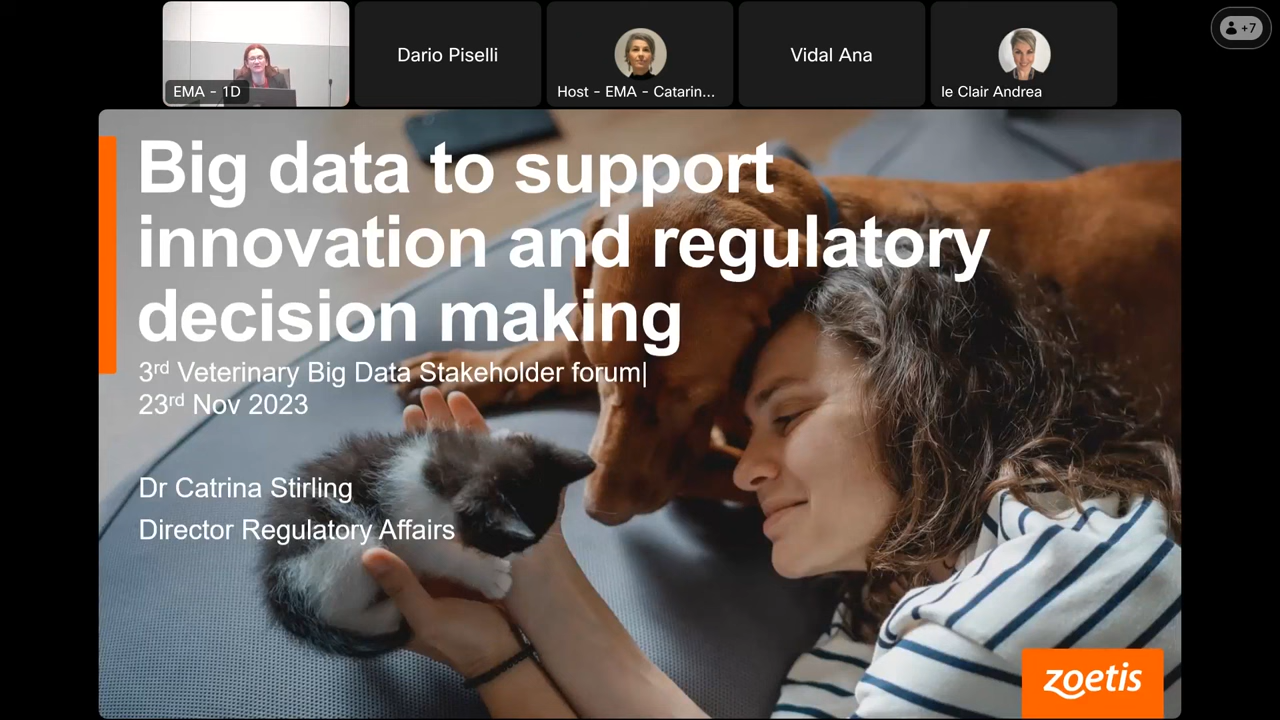 EMA - 1D
Dario Piselli
Host - EMA - Catarin...
Vidal Ana
le Clair Andrea
+7
Big data to support
innovation and regulatory
decision making
3rd Veterinary Big Data Stakeholder forum|
23rd Nov 2023
Dr Catrina Stirling
Director Regulatory Affairs
zoetis